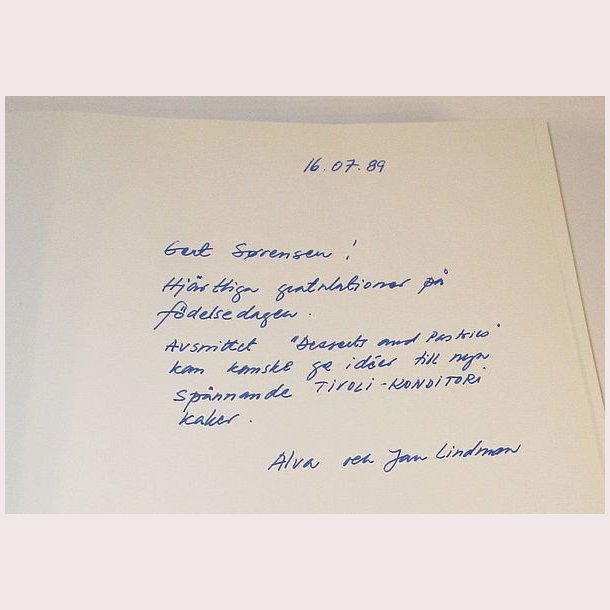 16.07.89
Gert Sørensen!
Hjärtliga gratulationer på
födelsedagen.
Avsnittet "Desserts and Pastries"
kan kanske ge idéer till nya
spännande TIVOLI-KONDITORI
kaker.
Alva och Jan Lindman